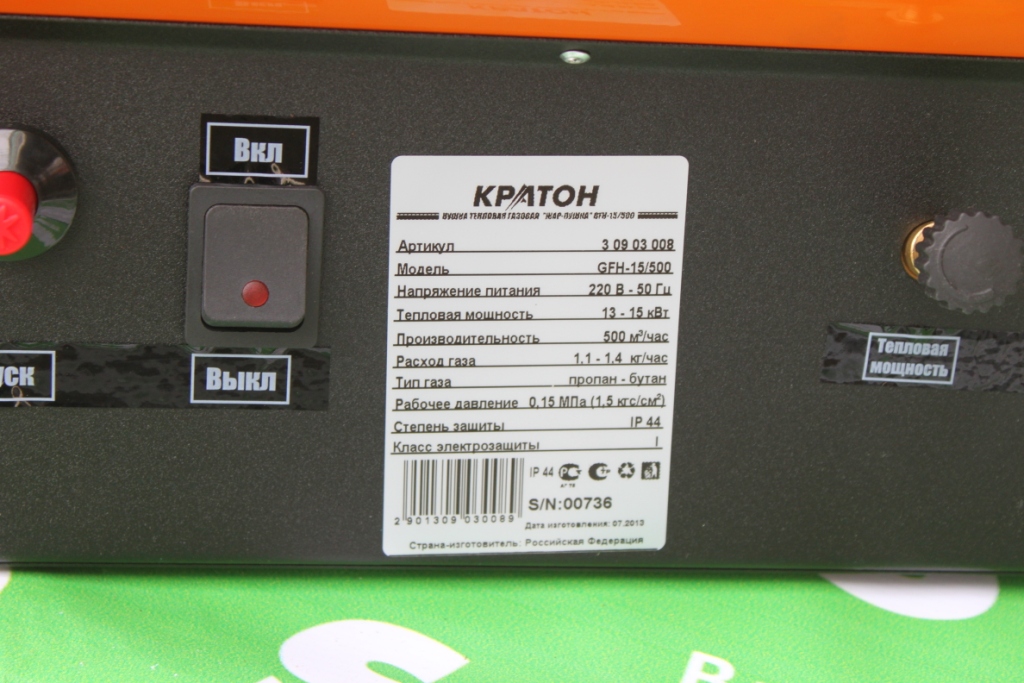 Вкл
Выкл
уск
КРАТОН
ПУШКА ТЕПЛОВАЯ ГАЗОВАЯ "ЖАР-ПУШКА" GFH-15/500
Артикул 3 09 03 008
Модель GFH-15/500
Напряжение питания 220 В - 50 Гц
Тепловая мощность 13 - 15 кВт
Производительность 500 м³/час
Расход газа 1.1 - 1.4 кг/час
Тип газа пропан - бутан
Рабочее давление 0,15 МПа (1,5 кгс/см²)
Степень защиты IP 44
Класс электрозащиты I
IP 44
S/N:00736
2 901309 030089
Дата изготовления: 07.2013
Страна-изготовитель: Российская Федерация
Тепловая
мощность